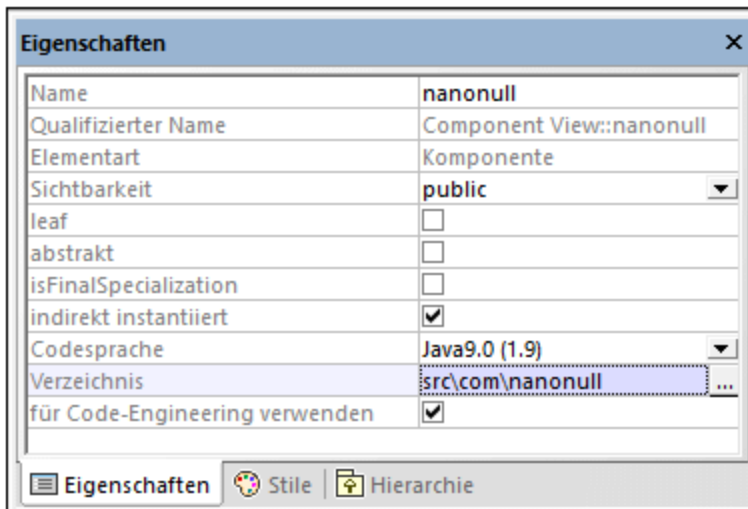 Eigenschaften
Name nanonull
Qualifizierter Name Component View::nanonull
Elementart Komponente
Sichtbarkeit public
leaf
abstrakt
isFinalSpecialization
indirekt instantiiert
Codesprache Java9.0 (1.9)
Verzeichnis src\com\nanonull ...
für Code-Engineering verwenden
Eigenschaften Stile Hierarchie